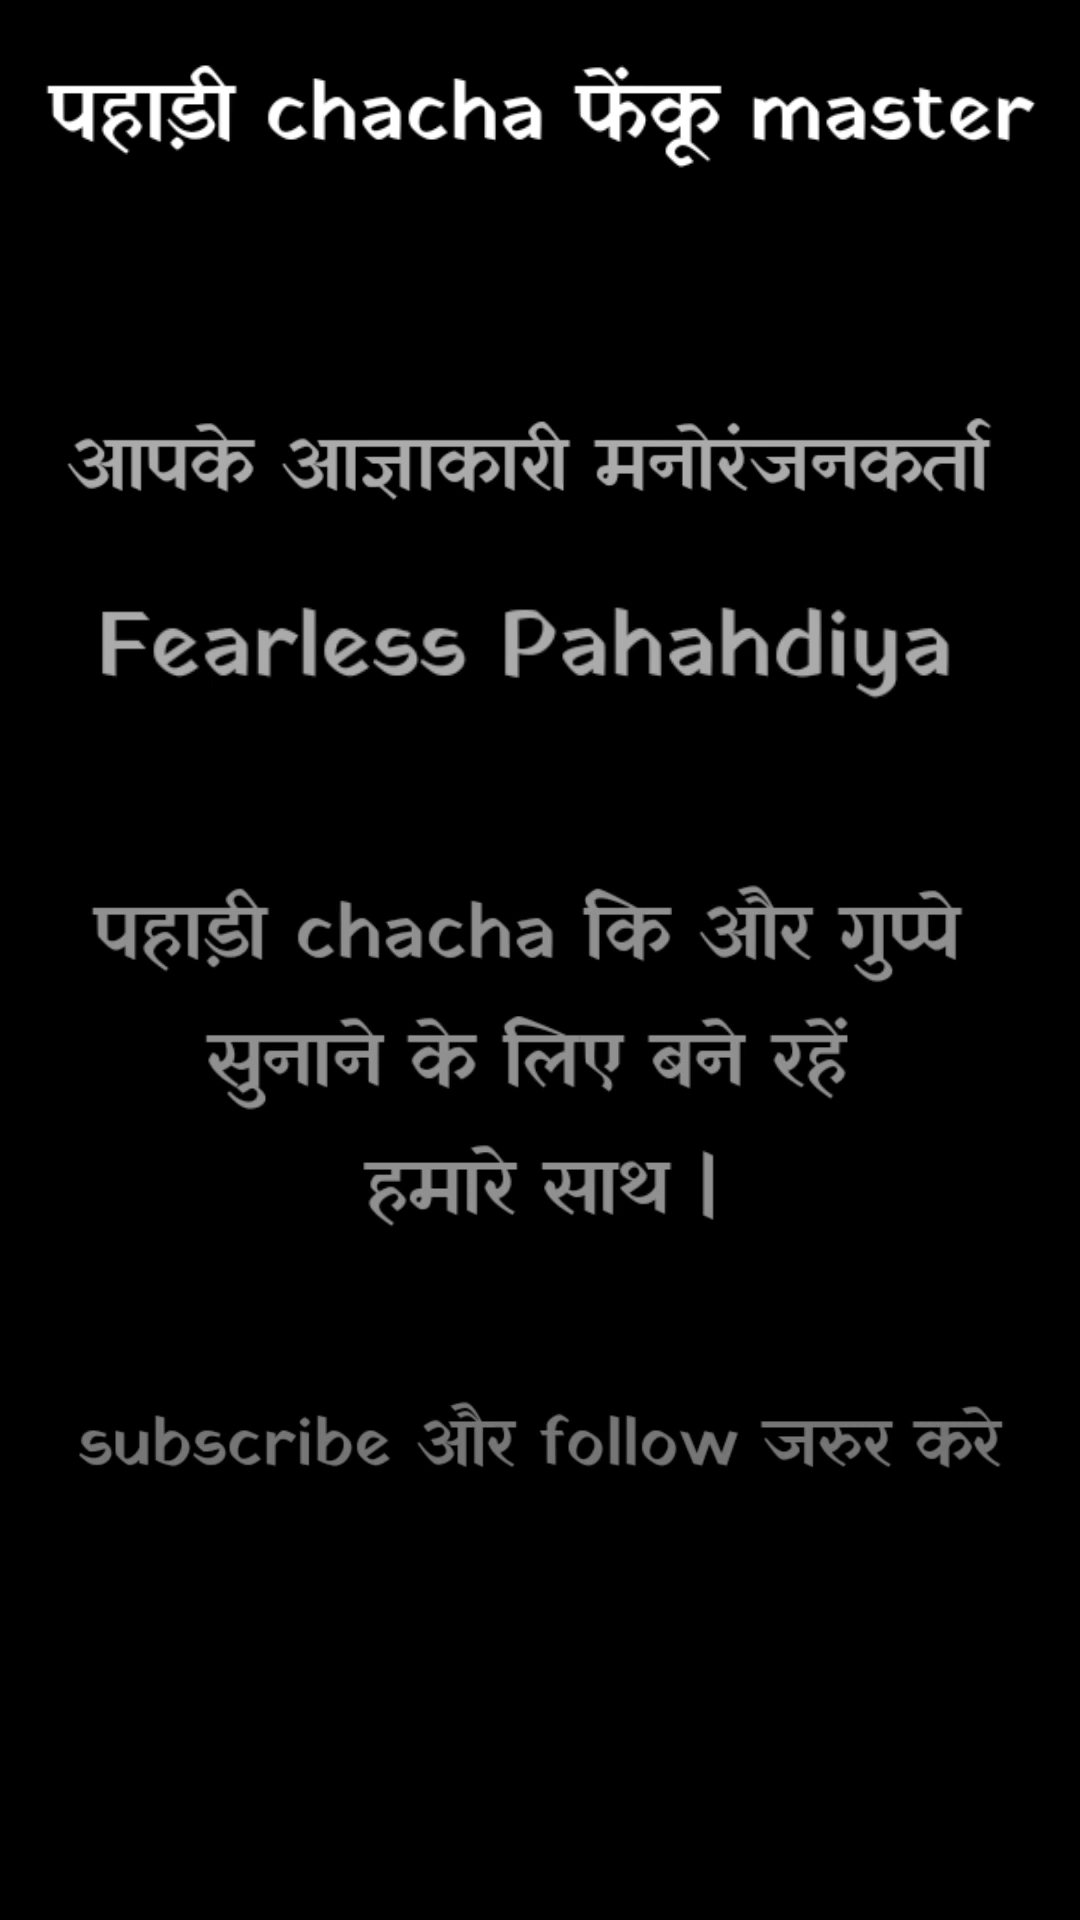 पहाड़ी chacha फेंकू master
आपके आज्ञाकारी मनोरंजनकर्ता
Fearless Pahahdiya
पहाड़ी chacha कि और गुप्पे
सुनाने के लिए बने रहें
हमारे साथ |
subscribe और follow जरुर करे